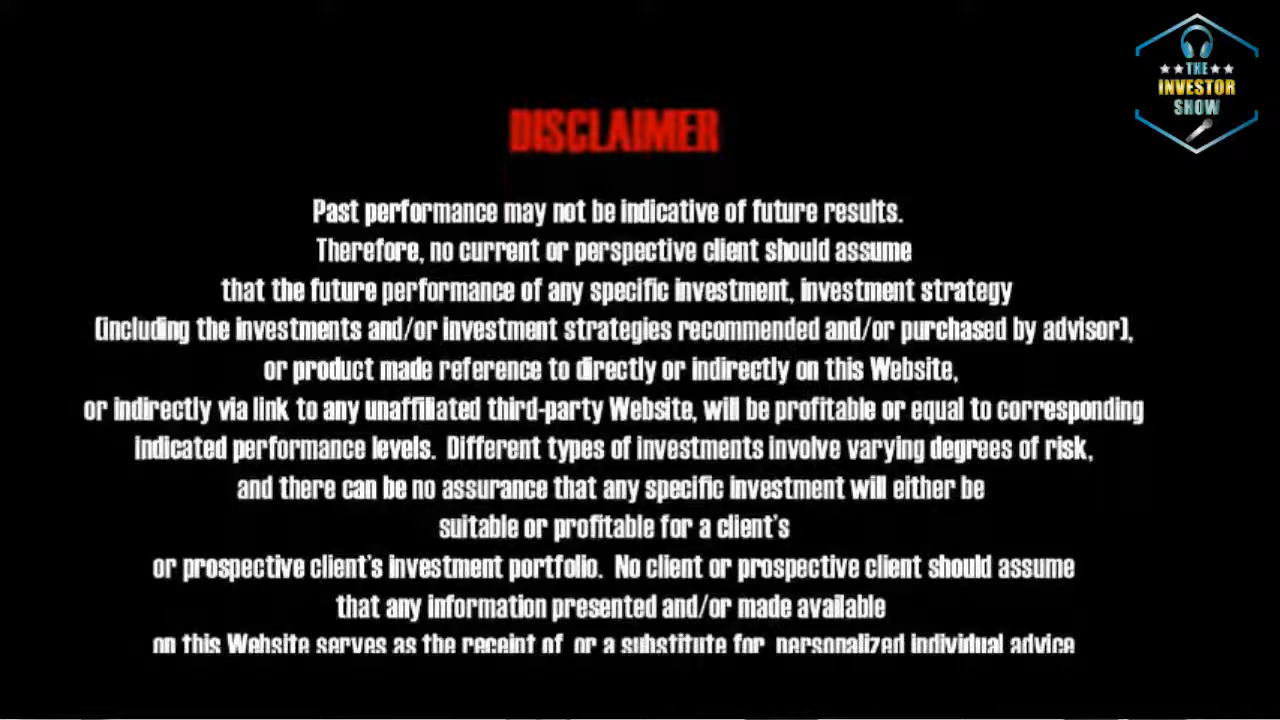 THE
INVESTOR
SHOW
DISCLAIMER
Past performance may not be indicative of future results.
Therefore, no current or perspective client should assume
that the future performance of any specific investment, investment strategy
(including the investments and/or investment strategies recommended and/or purchased by advisor),
or product made reference to directly or indirectly on this Website,
or indirectly via link to any unaffiliated third-party Website, will be profitable or equal to corresponding
indicated performance levels. Different types of investments involve varying degrees of risk,
and there can be no assurance that any specific investment will either be
suitable or profitable for a client's
or prospective client's investment portfolio. No client or prospective client should assume
that any information presented and/or made available
on this Website serves as the receipt of or a substitute for personalized individual advice